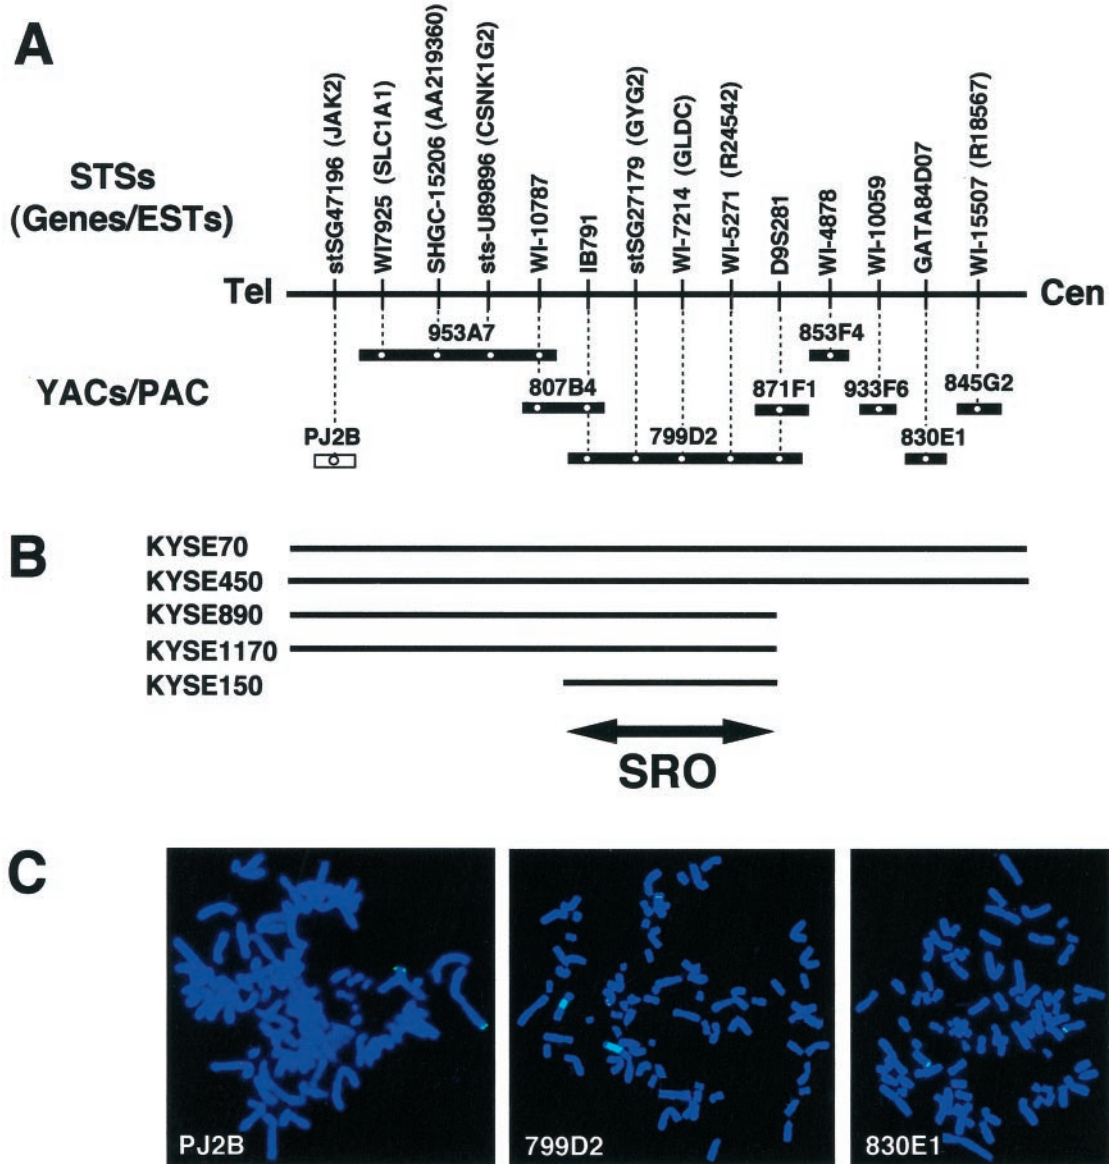 A
STSs
(Genes/ESTs)
stSG47196 (JAK2)
WI7925 (SLC1A1)
SHGC-15206 (AA219360)
sts-U89896 (CSNK1G2)
WI-10787
IB791
stSG27179 (GYG2)
WI-7214 (GLDC)
WI-5271 (R24542)
D9S281
WI-4878
WI-10059
GATA84D07
WI-15507 (R18567)
Tel
Cen
YACs/PAC
953A7
853F4
807B4
871F1
933F6
845G2
PJ2B
799D2
830E1
B
KYSE70
KYSE450
KYSE890
KYSE1170
KYSE150
SRO
C
PJ2B
799D2
830E1